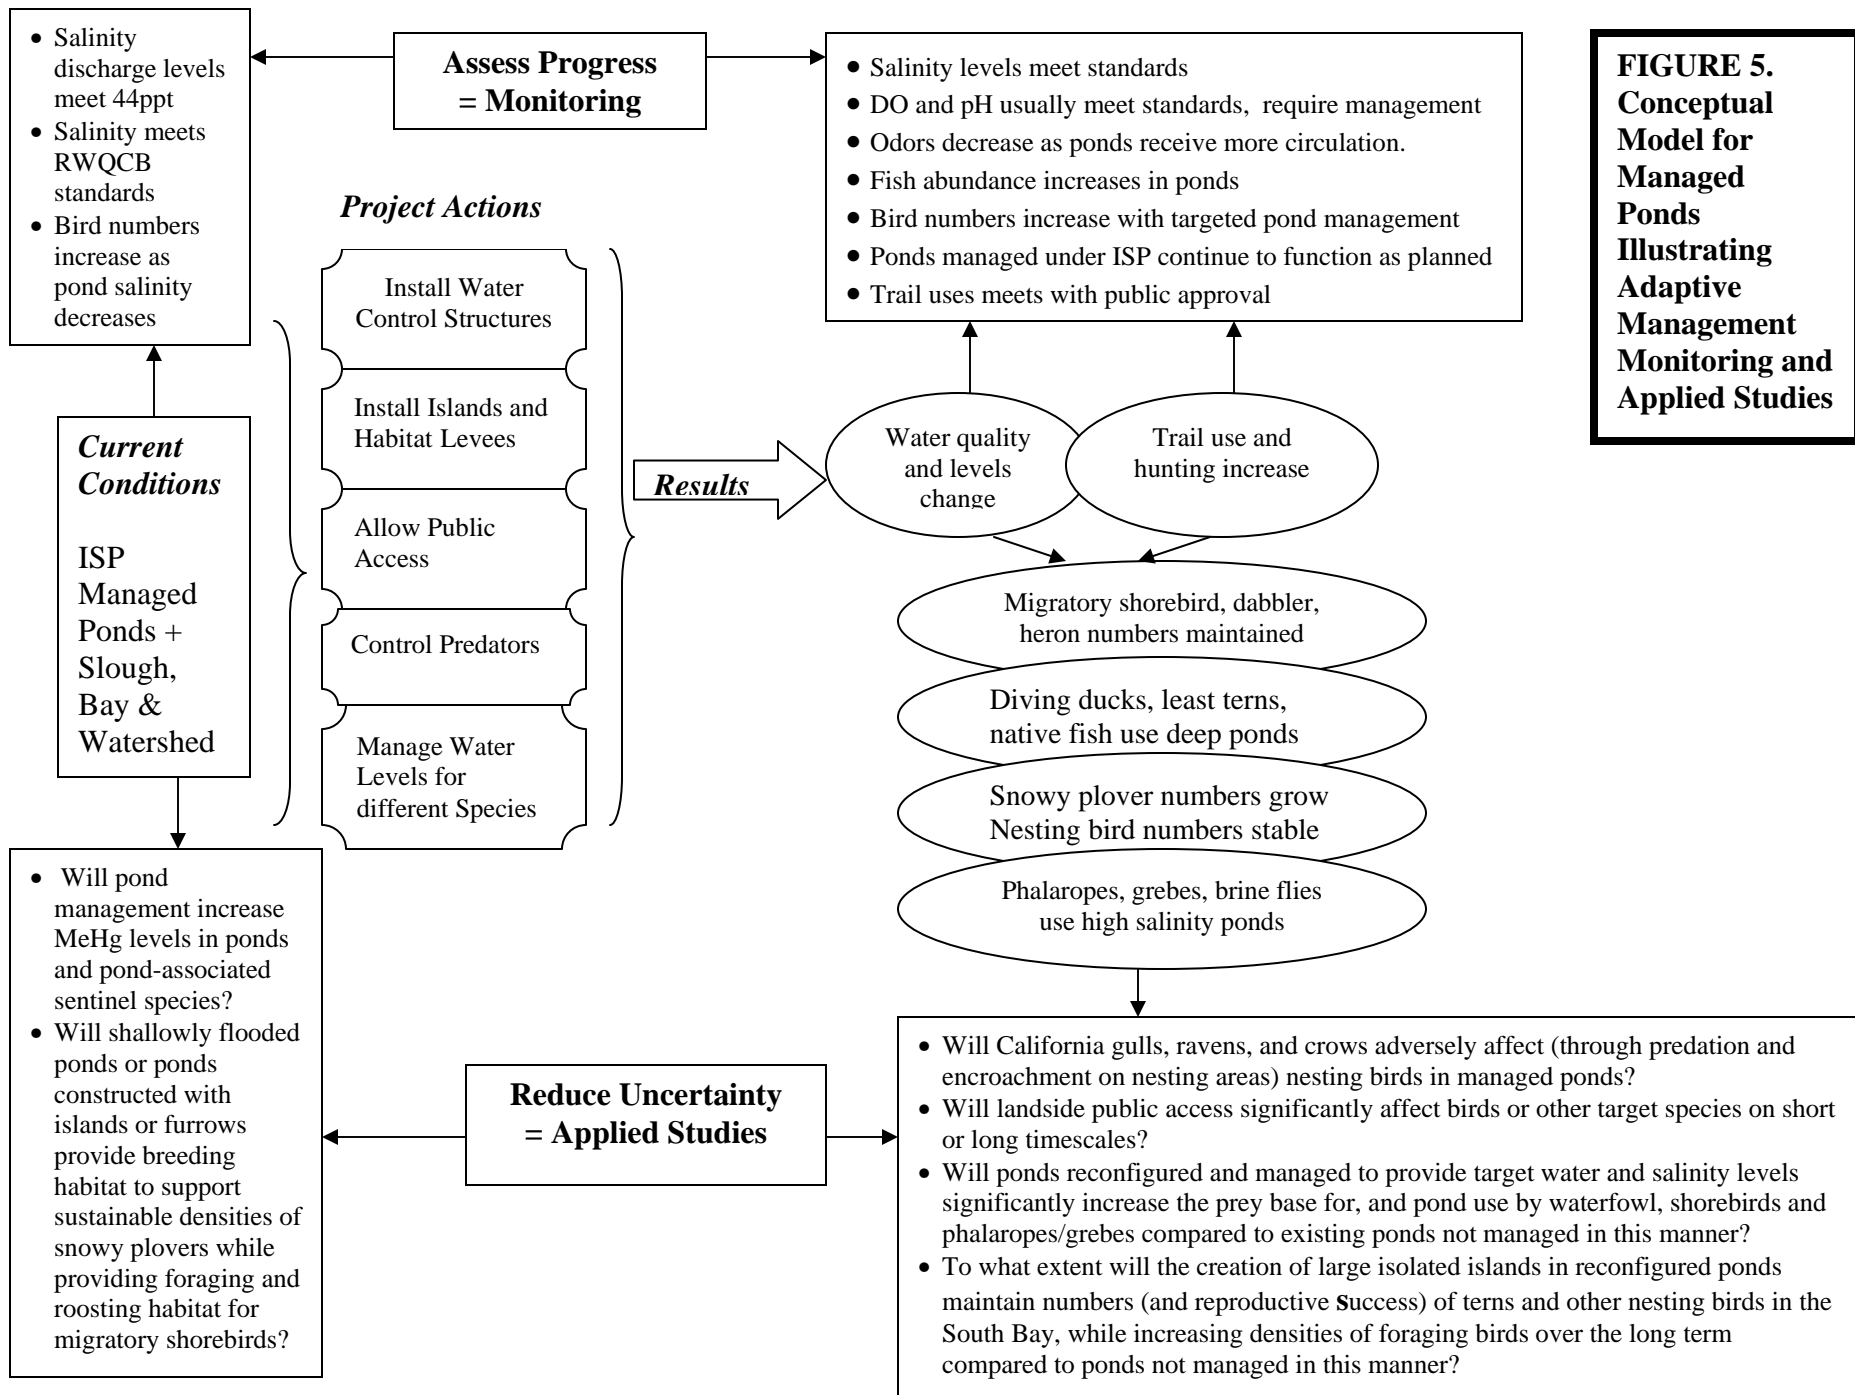 • Salinity
discharge levels
meet 44ppt
• Salinity meets
RWQCB
standards
• Bird numbers
increase as
pond salinity
decreases
Assess Progress
= Monitoring
• Salinity levels meet standards
• DO and pH usually meet standards, require management
• Odors decrease as ponds receive more circulation.
• Fish abundance increases in ponds
• Bird numbers increase with targeted pond management
• Ponds managed under ISP continue to function as planned
• Trail uses meets with public approval
FIGURE 5.
Conceptual
Model for
Managed
Ponds
Illustrating
Adaptive
Management
Monitoring and
Applied Studies
Current
Conditions
ISP
Managed
Ponds +
Slough,
Bay &
Watershed
Project Actions
Install Water
Control Structures
Install Islands and
Habitat Levees
Allow Public
Access
Control Predators
Manage Water
Levels for
different Species
Results
Water quality
and levels
change
Trail use and
hunting increase
Migratory shorebird, dabbler,
heron numbers maintained
Diving ducks, least terns,
native fish use deep ponds
Snowy plover numbers grow
Nesting bird numbers stable
Phalaropes, grebes, brine flies
use high salinity ponds
• Will pond
management increase
MeHg levels in ponds
and pond-associated
sentinel species?
• Will shallowly flooded
ponds or ponds
constructed with
islands or furrows
provide breeding
habitat to support
sustainable densities of
snowy plovers while
providing foraging and
roosting habitat for
migratory shorebirds?
Reduce Uncertainty
= Applied Studies
• Will California gulls, ravens, and crows adversely affect (through predation and
encroachment on nesting areas) nesting birds in managed ponds?
• Will landside public access significantly affect birds or other target species on short
or long timescales?
• Will ponds reconfigured and managed to provide target water and salinity levels
significantly increase the prey base for, and pond use by waterfowl, shorebirds and
phalaropes/grebes compared to existing ponds not managed in this manner?
• To what extent will the creation of large isolated islands in reconfigured ponds
maintain numbers (and reproductive success) of terns and other nesting birds in the
South Bay, while increasing densities of foraging birds over the long term
compared to ponds not managed in this manner?